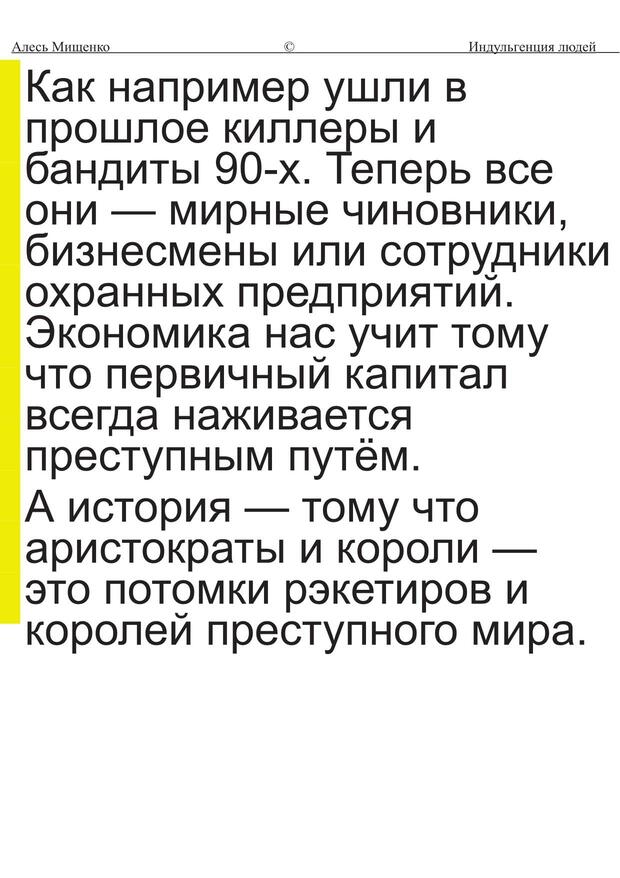 Алесь Мищенко © Индульгенция людей
Как например ушли в
прошлое киллеры и
бандиты 90-х. Теперь все
они — мирные чиновники,
бизнесмены или сотрудники
охранных предприятий.
Экономика нас учит тому
что первичный капитал
всегда наживается
преступным путём.
А история — тому что
аристократы и короли —
это потомки рэкетиров и
королей преступного мира.